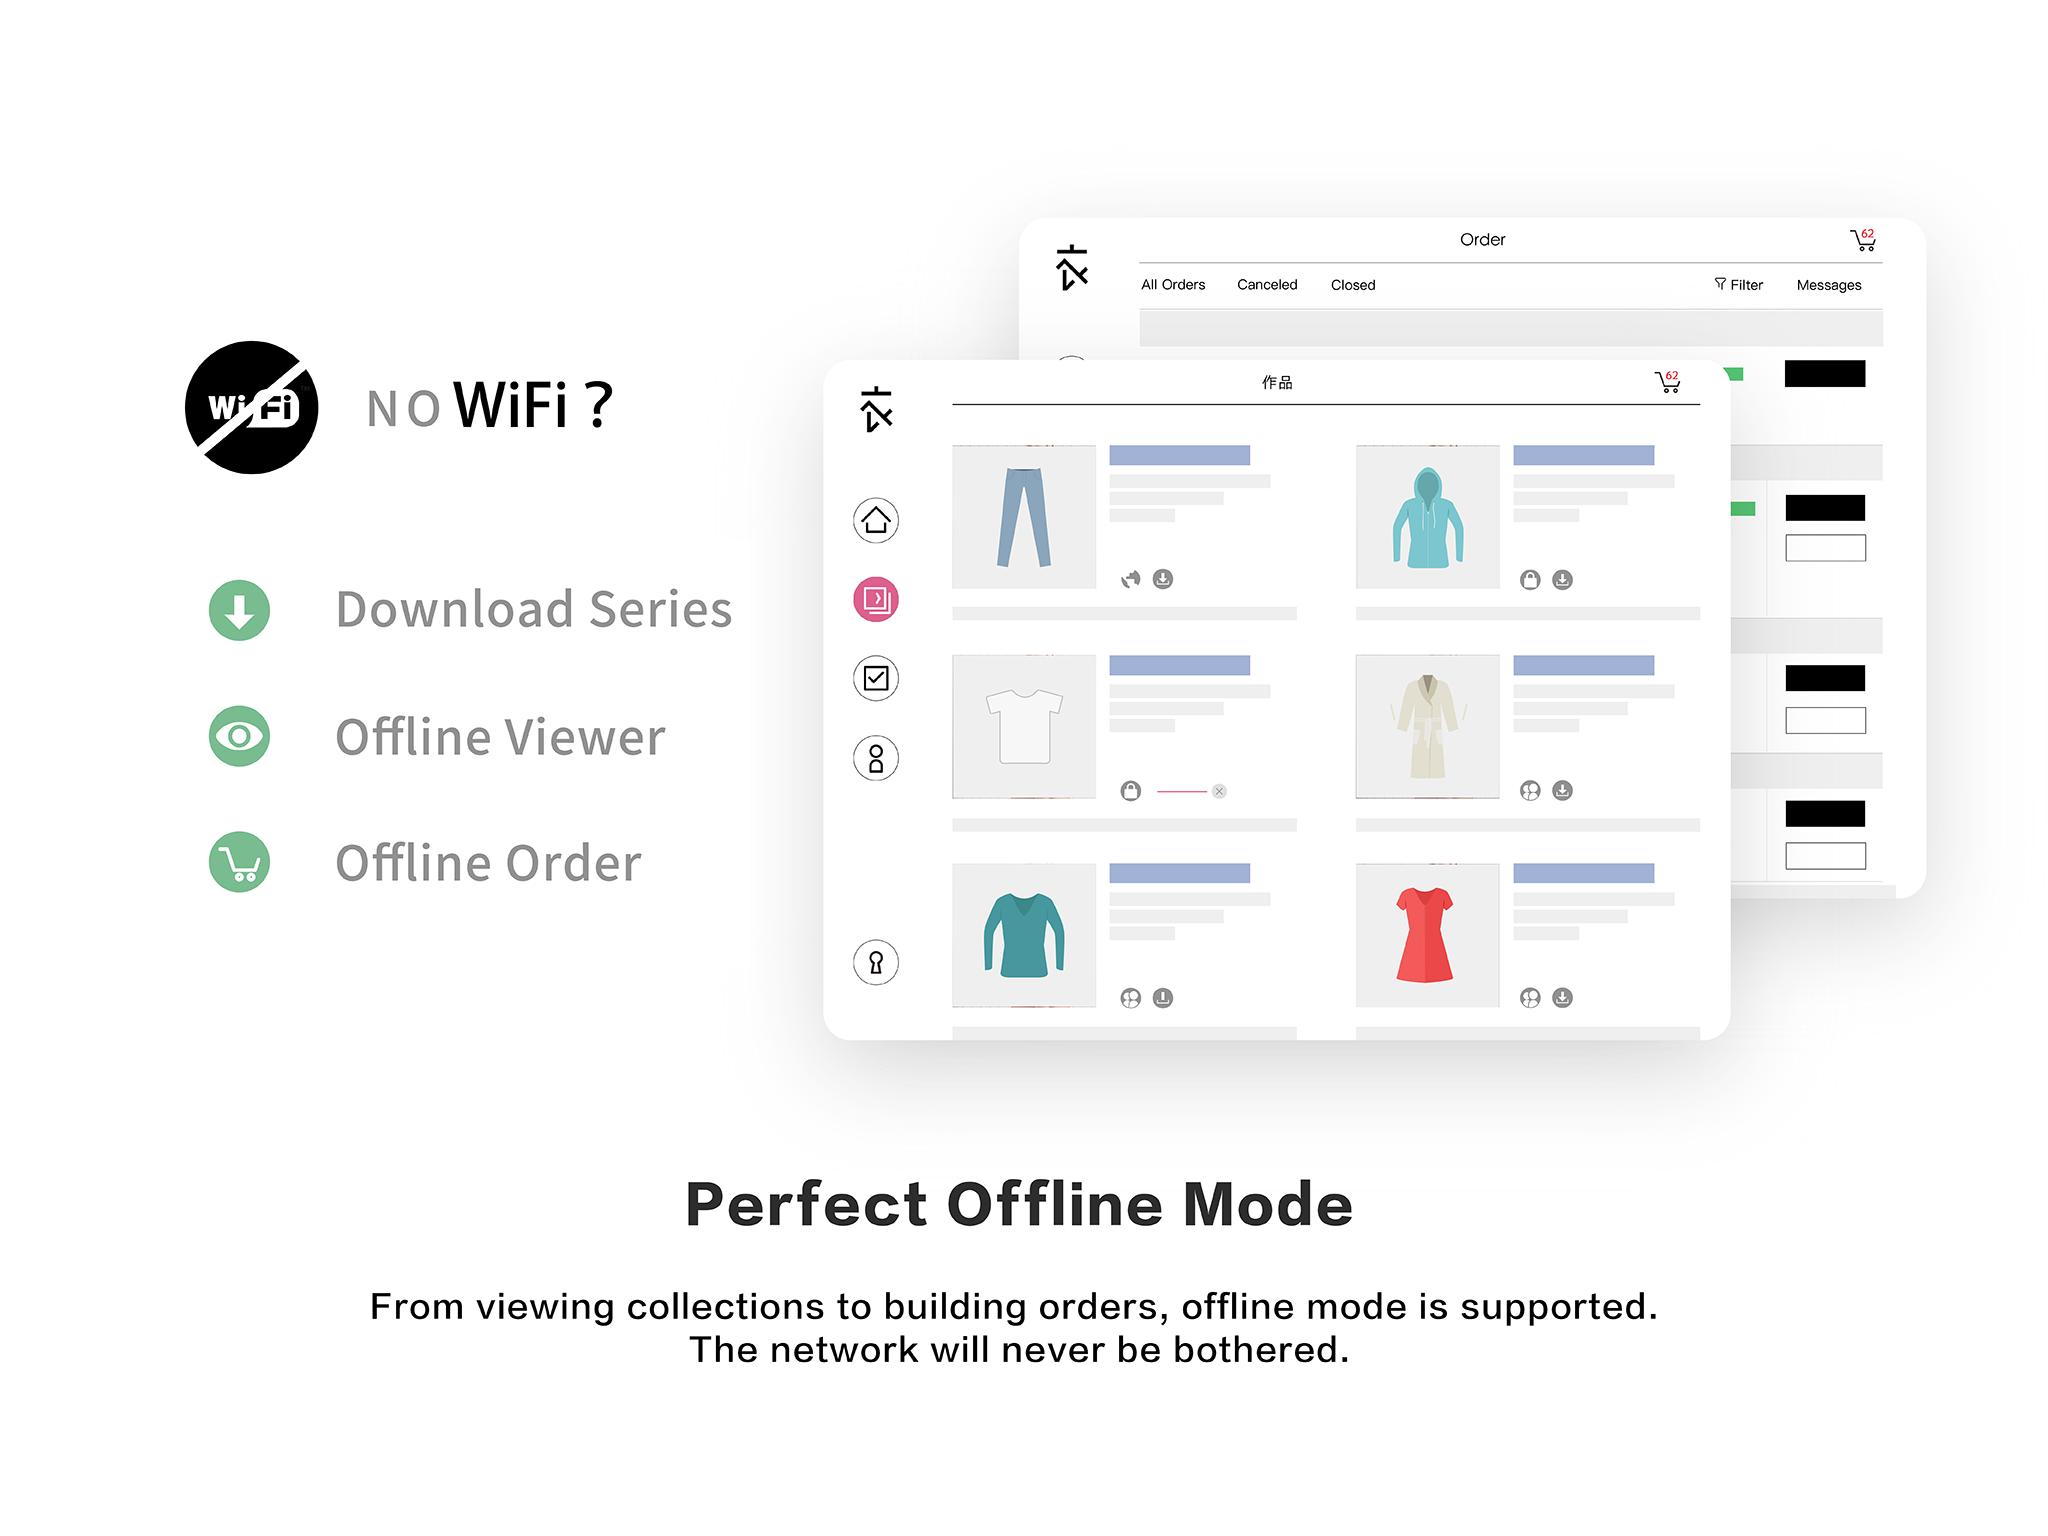 Order
62
All Orders Canceled Closed Filter Messages
作品
62
WiFi
NO WiFi ?
Download Series
Offline Viewer
Offline Order
Perfect Offline Mode
From viewing collections to building orders, offline mode is supported.
The network will never be bothered.